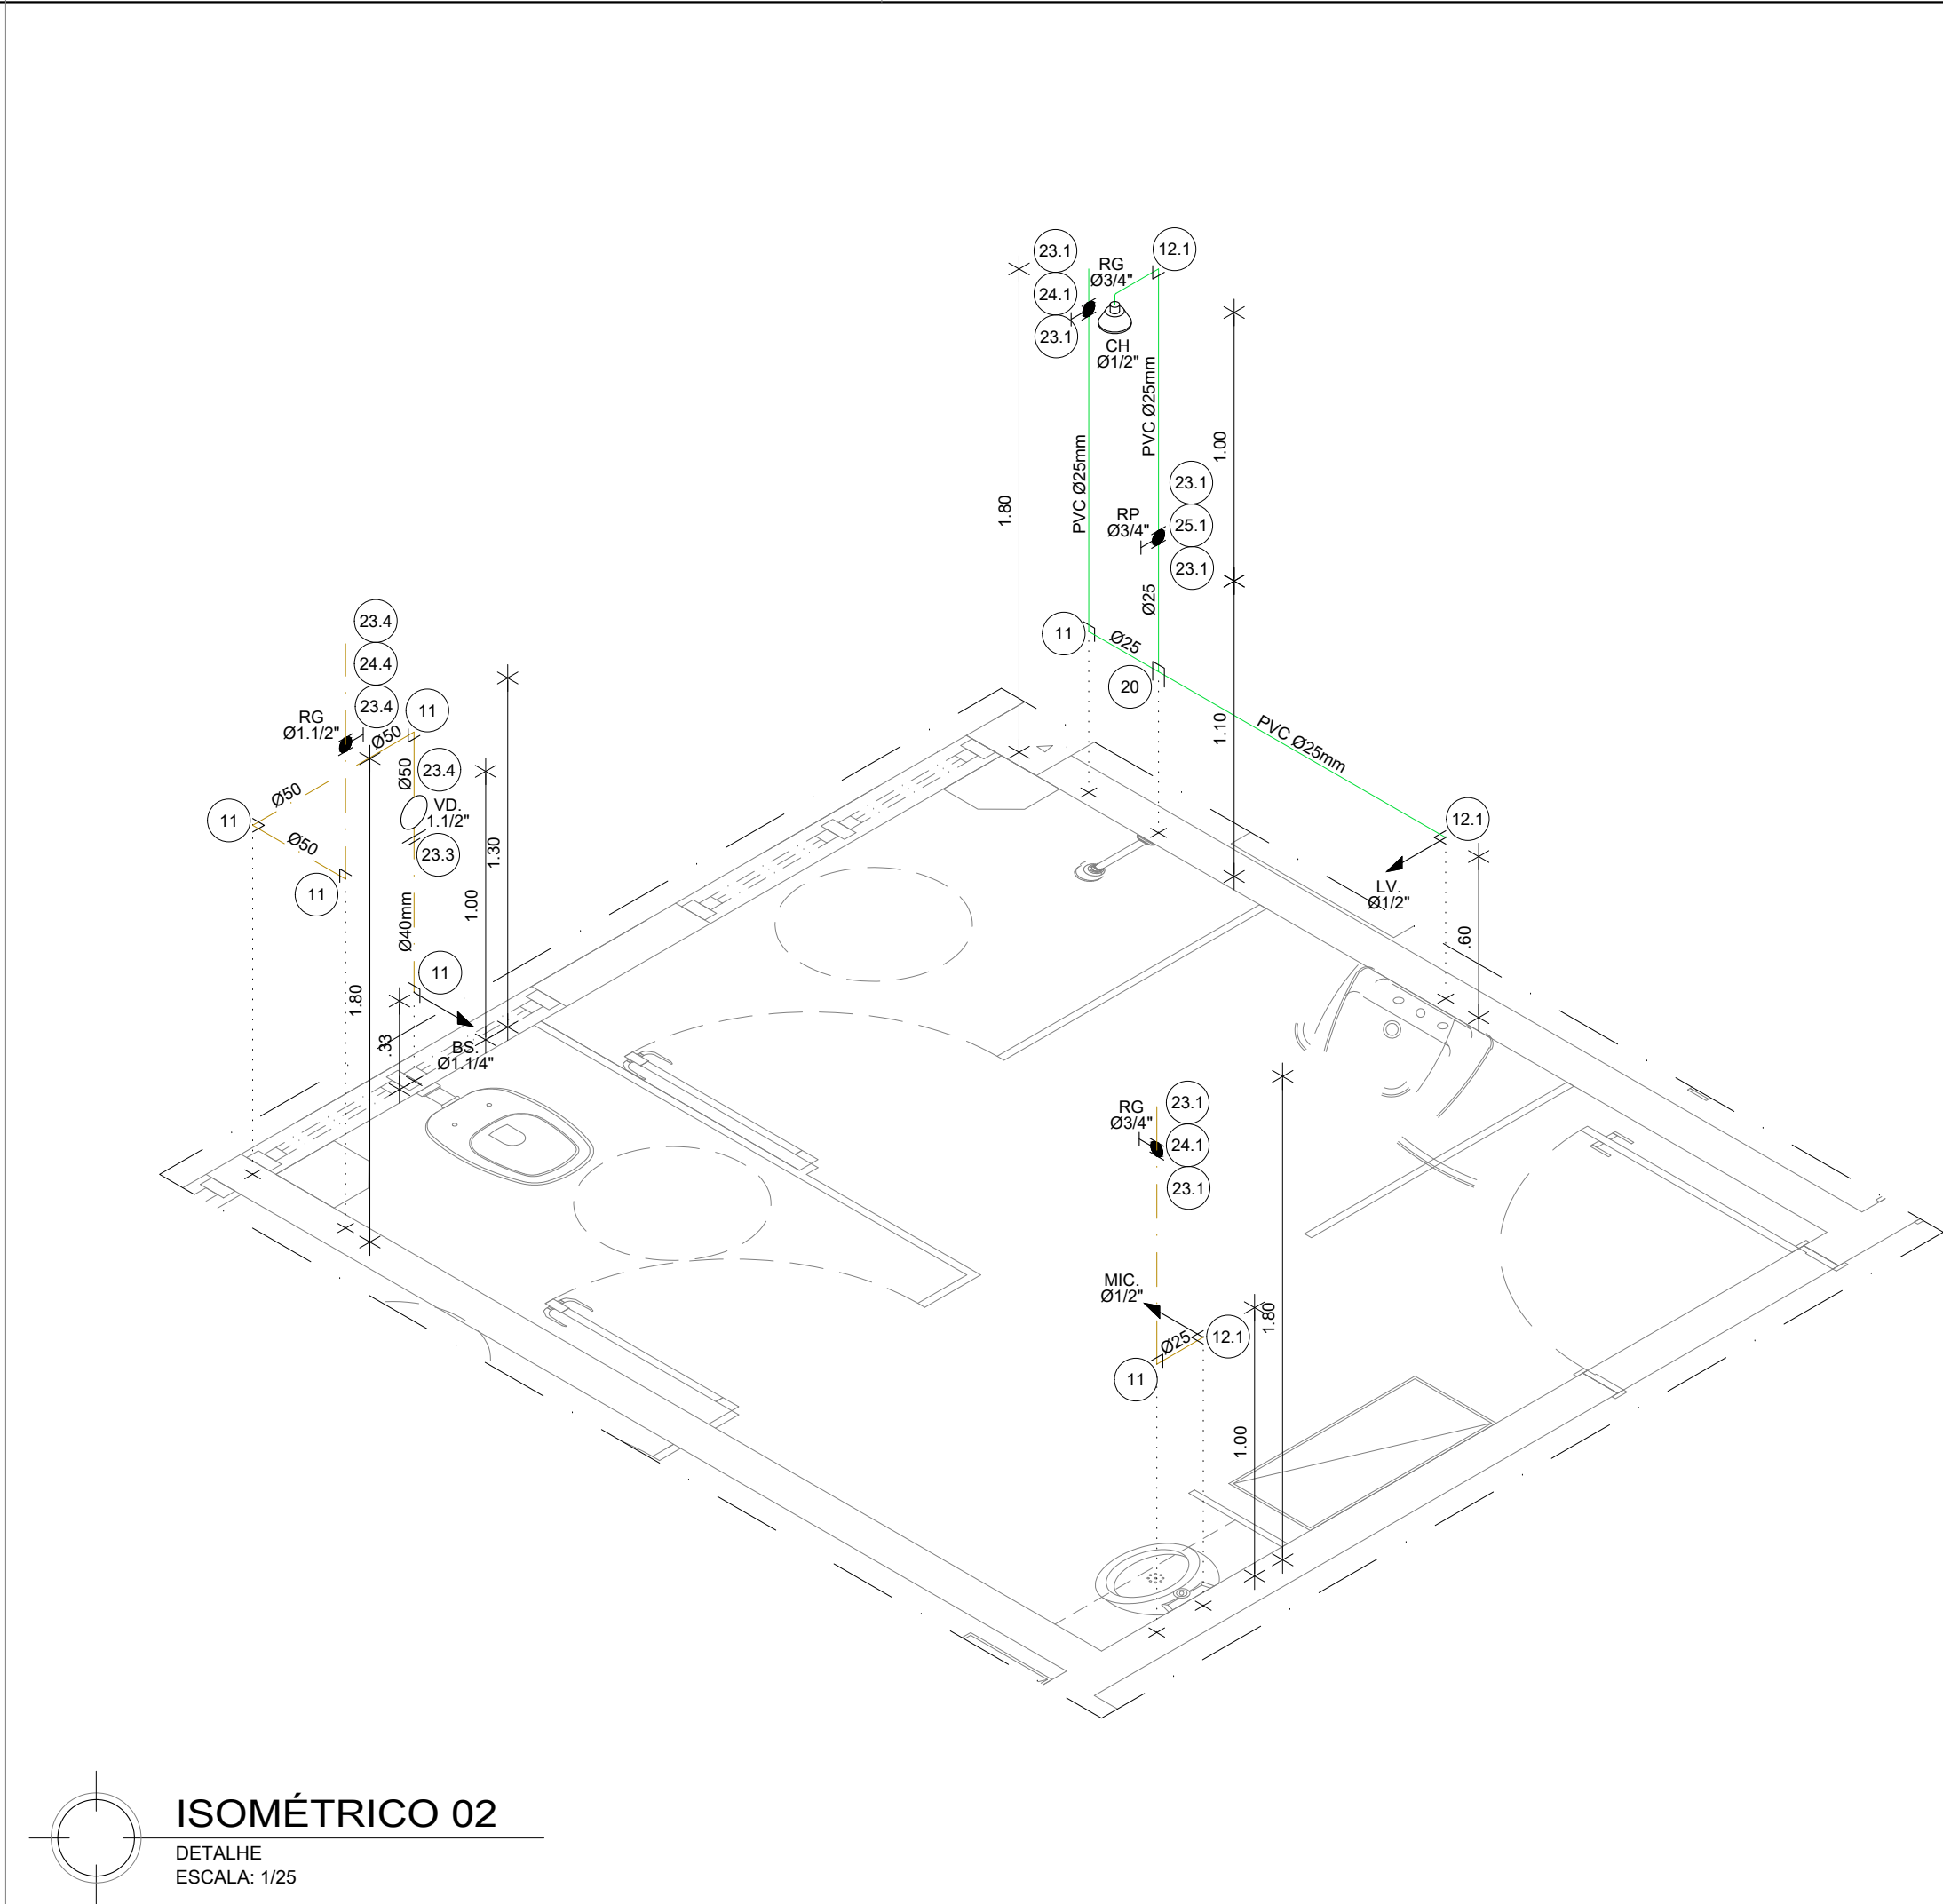 23.1
24.1
23.1
RG
Ø3/4"
12.1
CH
Ø1/2"
1.80
PVC Ø25mm
PVC Ø25mm
1.00
RP
Ø3/4"
23.1
25.1
23.1
Ø25
11
Ø25
20
1.10
PVC Ø25mm
12.1
LV.
Ø1/2"
.60
23.4
24.4
23.4
RG
Ø1.1/2"
11
Ø50
Ø50
23.4
VD.
1.1/2"
23.3
11
Ø50
Ø50
11
1.30
1.00
Ø40mm
11
1.80
.33
BS.
Ø1.1/4"
RG
Ø3/4"
23.1
24.1
23.1
MIC.
Ø1/2"
Ø25
12.1
11
1.80
1.00
ISOMÉTRICO 02
DETALHE
ESCALA: 1/25